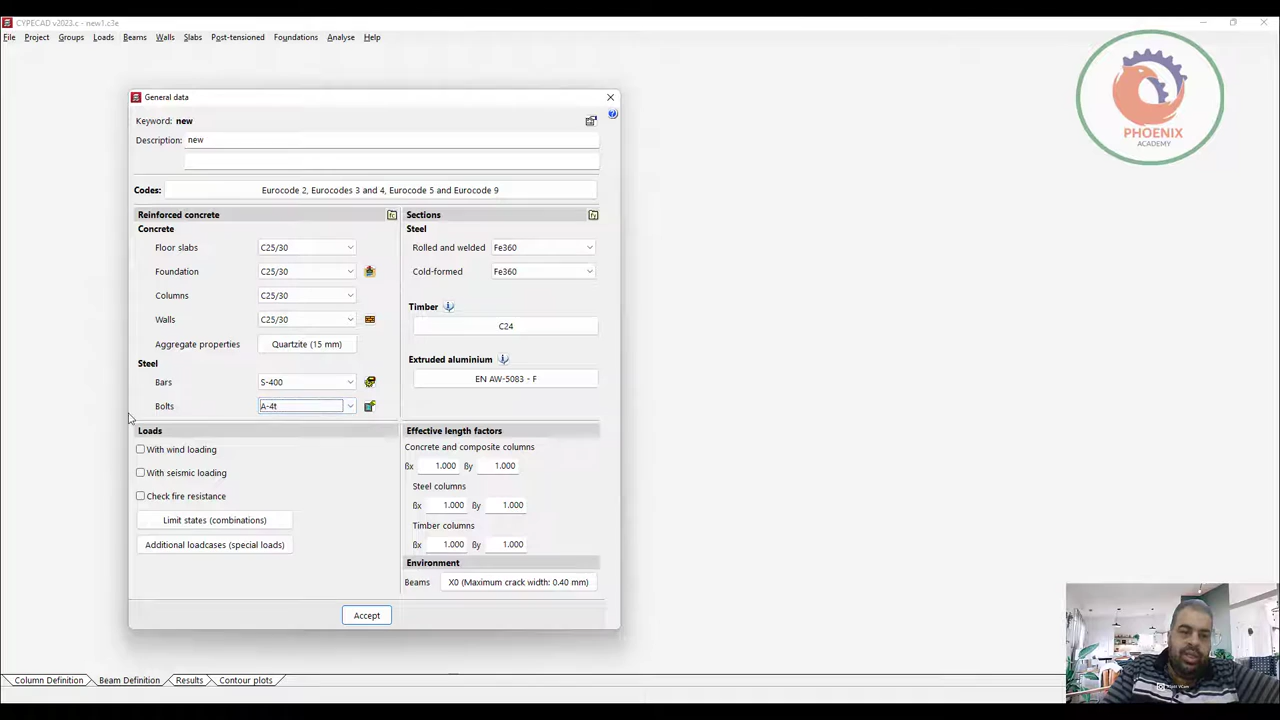 CYPECAD v2023.c - new1.c3e
File Project Groups Loads Beams Walls Slabs Post-tensioned Foundations Analyse Help
PHOENIX
ACADEMY
General data
Keyword: new
Description: new
Codes: Eurocode 2, Eurocodes 3 and 4, Eurocode 5 and Eurocode 9
Reinforced concrete
Concrete
Floor slabs C25/30
Foundation C25/30
Columns C25/30
Walls C25/30
Aggregate properties Quartzite (15 mm)
Steel
Bars S-400
Bolts A-4t
Sections
Steel
Rolled and welded Fe360
Cold-formed Fe360
Timber
C24
Extruded aluminium
EN AW-5083 - F
Loads
With wind loading
With seismic loading
Check fire resistance
Limit states (combinations)
Additional loadcases (special loads)
Effective length factors
Concrete and composite columns
ßx 1.000 ßy 1.000
Steel columns
ßx 1.000 ßy 1.000
Timber columns
ßx 1.000 ßy 1.000
Environment
Beams X0 (Maximum crack width: 0.40 mm)
Accept
Column Definition Beam Definition Results Contour plots